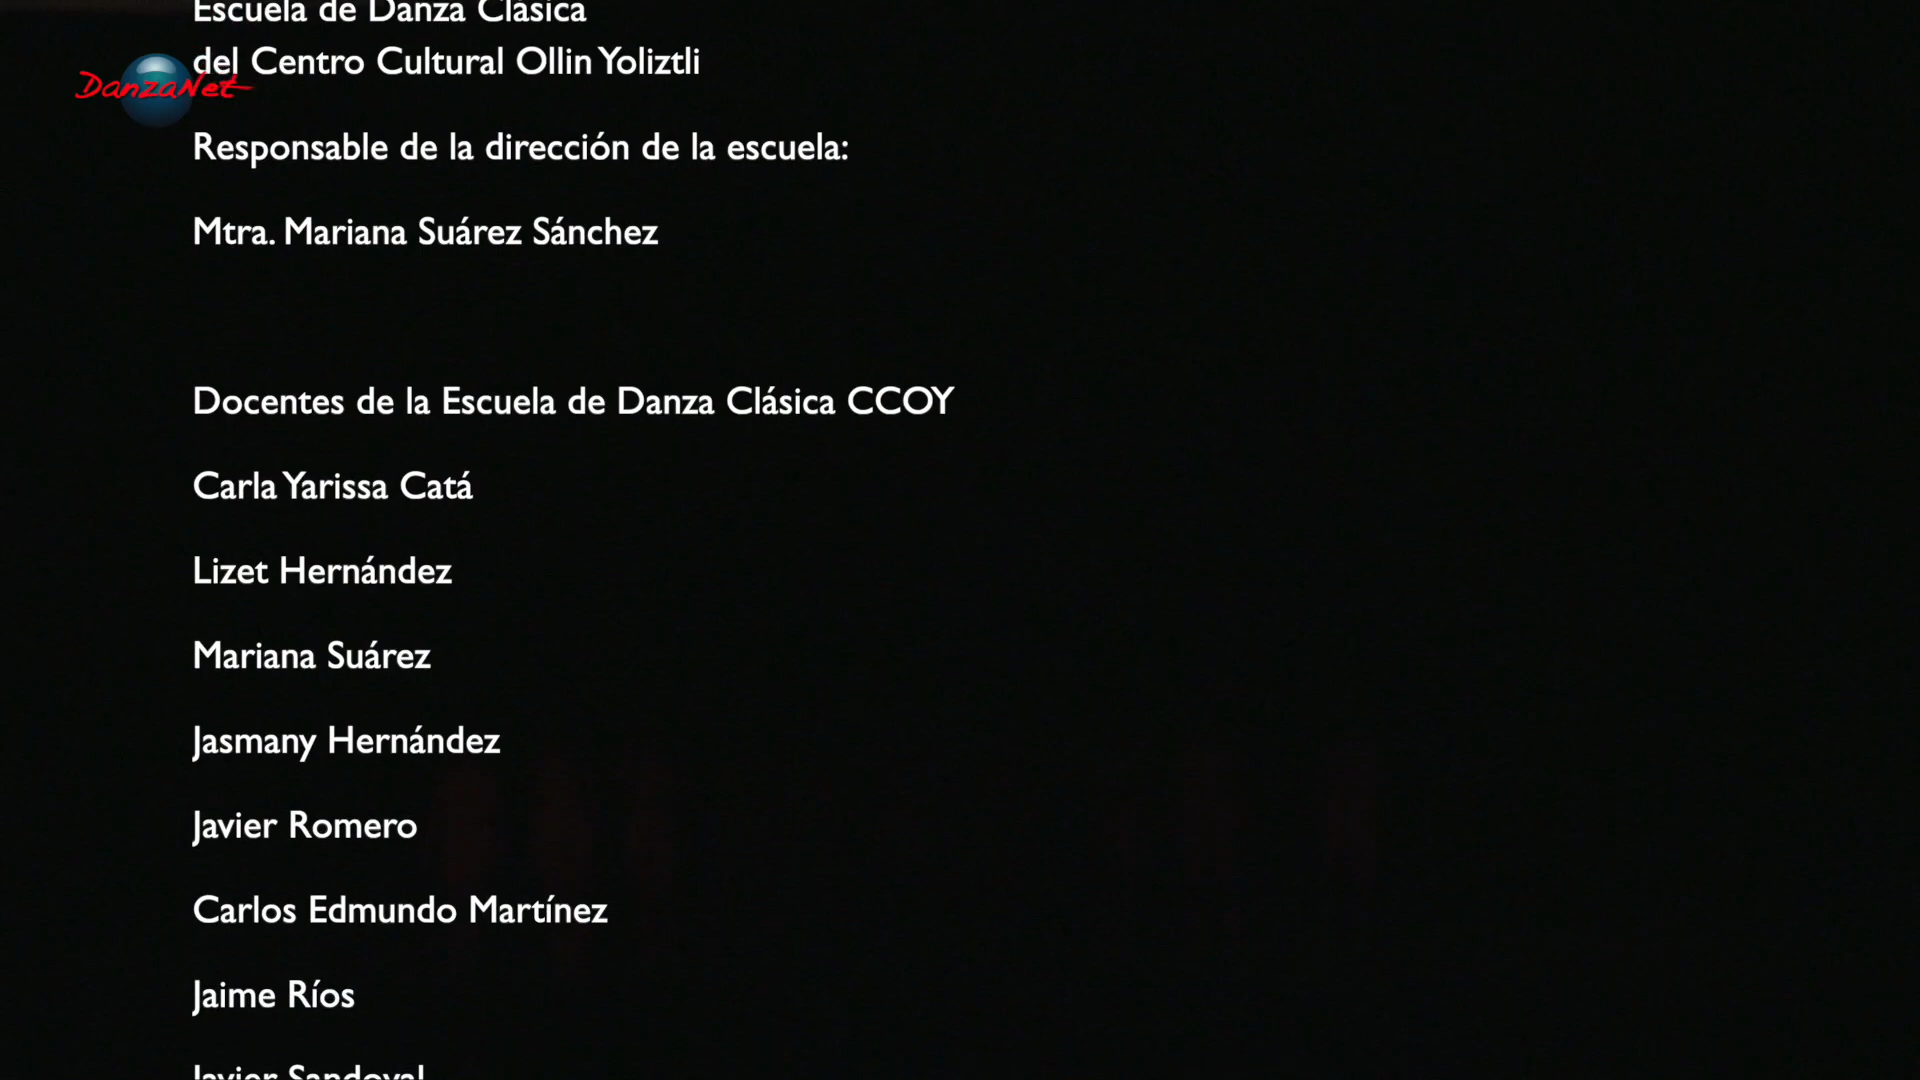 Escuela de Danza Clásica
del Centro Cultural Ollin Yoliztli
DanzaNet
Responsable de la dirección de la escuela:
Mtra. Mariana Suárez Sánchez
Docentes de la Escuela de Danza Clásica CCOY
Carla Yarissa Catá
Lizet Hernández
Mariana Suárez
Jasmany Hernández
Javier Romero
Carlos Edmundo Martínez
Jaime Ríos
Javier Sandoval